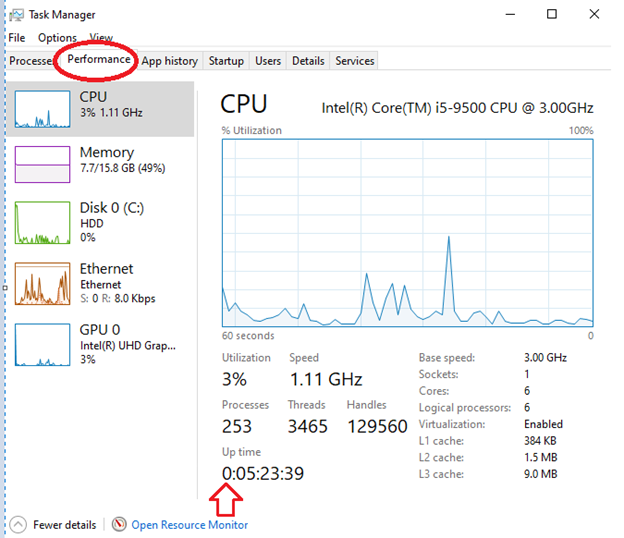 Task Manager
File Options View
Processes Performance App history Startup Users Details Services
CPU
3% 1.11 GHz
Memory
7.7/15.8 GB (49%)
Disk 0 (C:)
HDD
0%
Ethernet
Ethernet
S: 0 R: 8.0 Kbps
GPU 0
Intel(R) UHD Grap...
3%
CPU Intel(R) Core(TM) i5-9500 CPU @ 3.00GHz
% Utilization 100%
60 seconds 0
Utilization Speed
3% 1.11 GHz
Processes Threads Handles
253 3465 129560
Up time
0:05:23:39
Base speed: 3.00 GHz
Sockets: 1
Cores: 6
Logical processors: 6
Virtualization: Enabled
L1 cache: 384 KB
L2 cache: 1.5 MB
L3 cache: 9.0 MB
Fewer details Open Resource Monitor